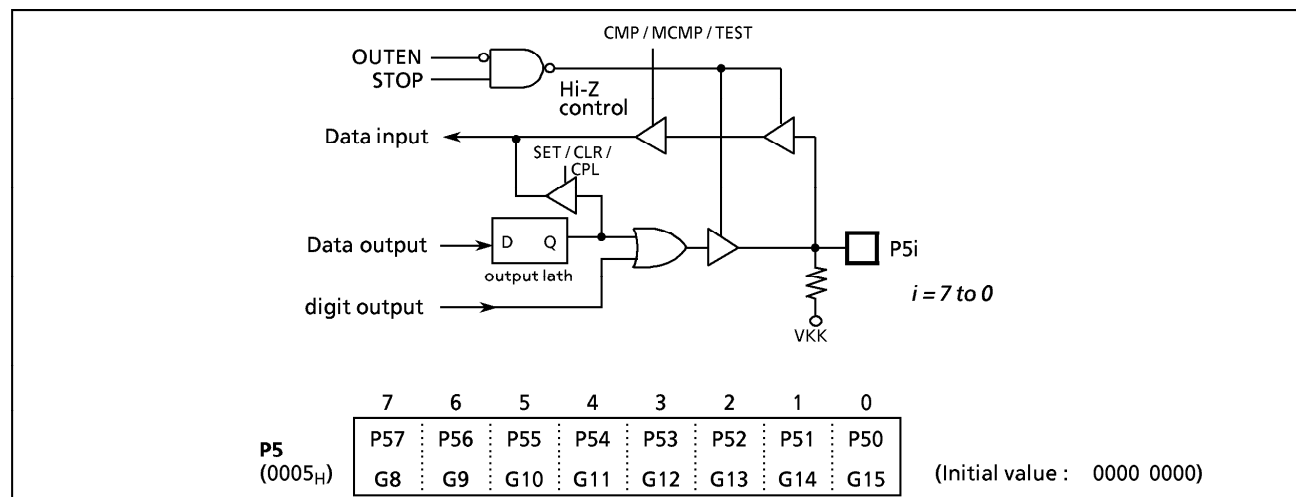 CMP / MCMP / TEST
OUTEN
STOP
Hi-Z
control
Data input
SET / CLR /
CPL
Data output
D Q
output lath
P5i
digit output
i = 7 to 0
VKK
7 6 5 4 3 2 1 0
P5
(0005H)
P57 P56 P55 P54 P53 P52 P51 P50
G8 G9 G10 G11 G12 G13 G14 G15
(Initial value : 0000 0000)